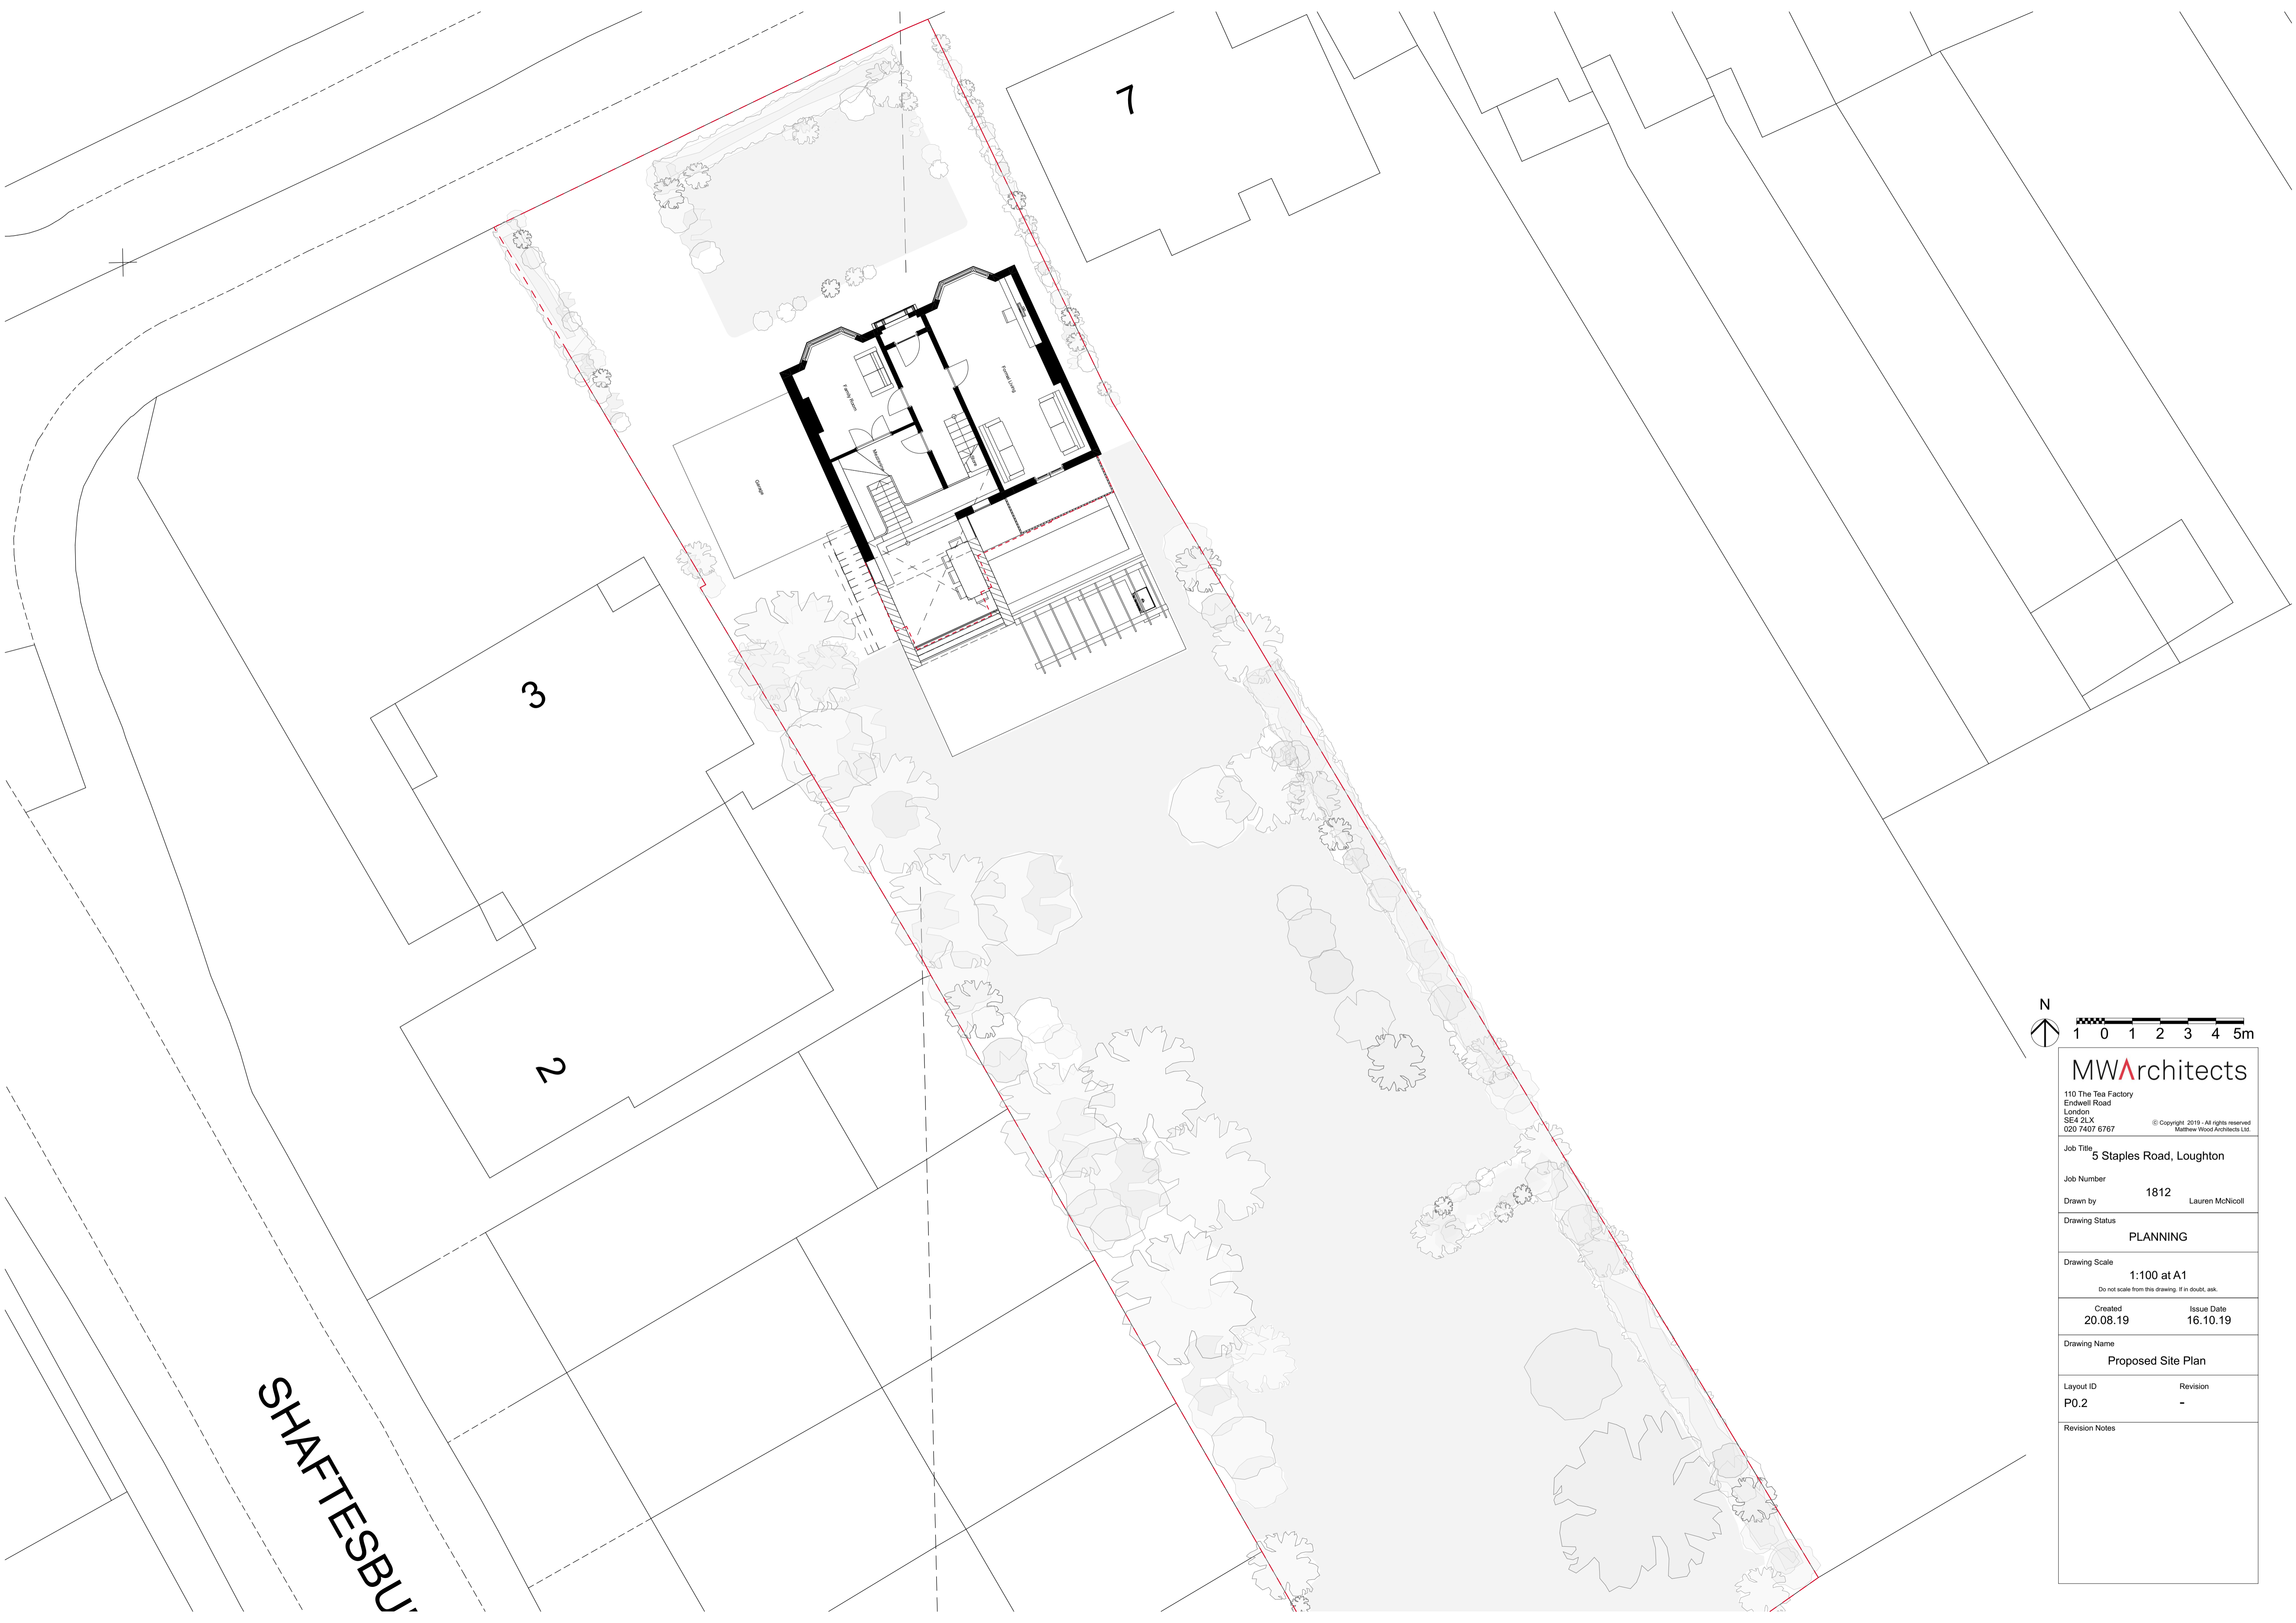 7
Family Room
Formal Living
Mezzanine
Store
Garage
3
2
SHAFTESBU
N
1 0 1 2 3 4 5m
MWArchitects
110 The Tea Factory
Endwell Road
London
SE4 2LX
020 7407 6767
© Copyright 2019 - All rights reserved
Matthew Wood Architects Ltd.
Job Title
5 Staples Road, Loughton
Job Number
1812
Drawn by
Lauren McNicoll
Drawing Status
PLANNING
Drawing Scale
1:100 at A1
Do not scale from this drawing. If in doubt, ask.
Created Issue Date
20.08.19 16.10.19
Drawing Name
Proposed Site Plan
Layout ID Revision
P0.2 -
Revision Notes